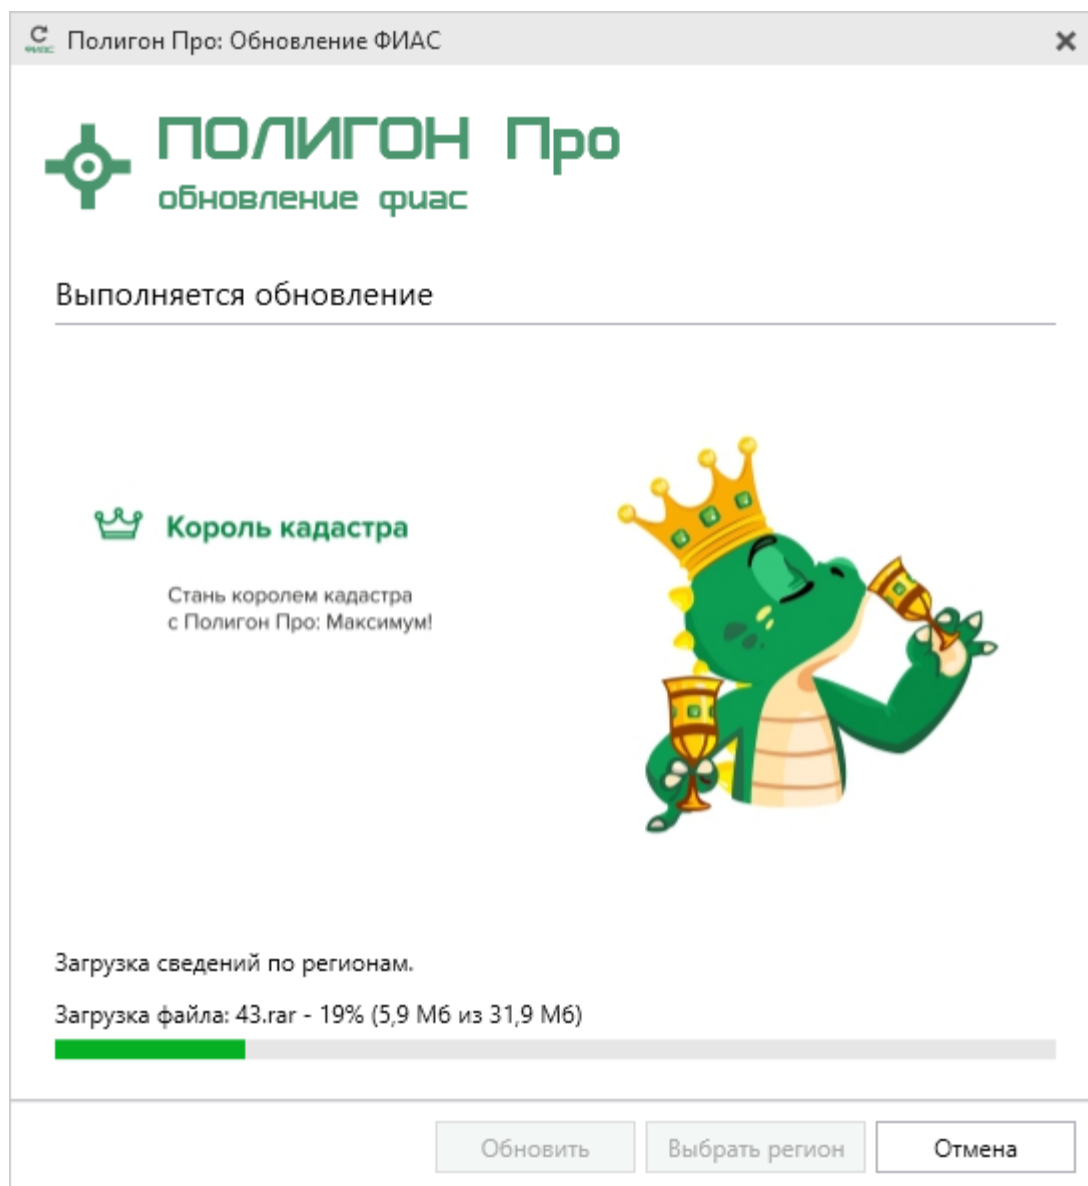 ФИАС Полигон Про: Обновление ФИАС
ПОЛИГОН Про
обновление фиас
Выполняется обновление
Король кадастра
Стань королем кадастра
с Полигон Про: Максимум!
Загрузка сведений по регионам.
Загрузка файла: 43.rar - 19% (5,9 Мб из 31,9 Мб)
Обновить Выбрать регион Отмена